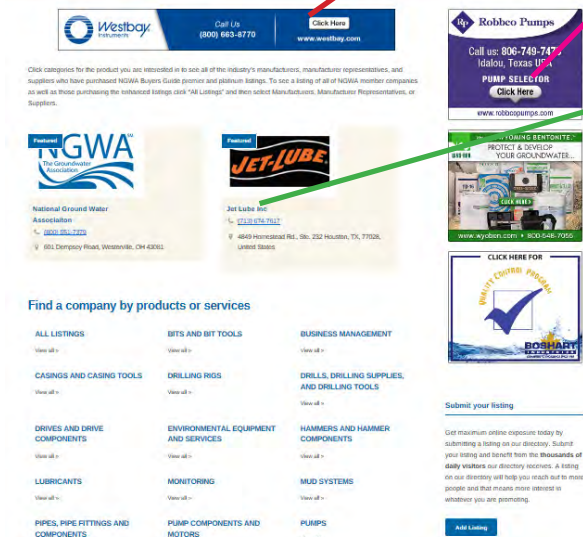 Westbay
Instruments
Call Us
(800) 663-8770
Click Here
www.westbay.com
Click categories for the product you are interested in to see all of the industry's manufacturers, manufacturer representatives, and
suppliers who have purchased NGWA Buyers Guide premier and platinum listings. To see a listing of all of NGWA member companies
as well as those purchasing the enhanced listings click "All Listings" and then select Manufacturers, Manufacturer Representatives, or
Suppliers.
Featured
NGWA
The Groundwater
Association
National Ground Water
Association
(800) 551-7379
601 Dempsey Road, Westerville, OH 43081
Featured
JET-LUBE
Jet Lube Inc
(713) 674-7617
4849 Homestead Rd., Ste. 232 Houston, TX, 77028,
United States
Find a company by products or services
ALL LISTINGS
View all >
BITS AND BIT TOOLS
View all >
BUSINESS MANAGEMENT
View all >
CASINGS AND CASING TOOLS
View all >
DRILLING RIGS
View all >
DRILLS, DRILLING SUPPLIES,
AND DRILLING TOOLS
View all >
DRIVES AND DRIVE
COMPONENTS
View all >
ENVIRONMENTAL EQUIPMENT
AND SERVICES
View all >
HAMMERS AND HAMMER
COMPONENTS
View all >
LUBRICANTS
View all >
MONITORING
View all >
MUD SYSTEMS
View all >
PIPES, PIPE FITTINGS AND
COMPONENTS
PUMP COMPONENTS AND
MOTORS
PUMPS
Rp Robbco Pumps
Call us: 806-749-747
Idalou, Texas USA
PUMP SELECTOR
Click Here
www.robbcopumps.com
WYOMING BENTONITE
PROTECT & DEVELOP
YOUR GROUNDWATER...
CLICK HERE
www.wyoben.com • 800-548-7055
CLICK HERE FOR
QUALITY CONTROL PROGRAM
BOSHART
INDUSTRIES
Submit your listing
Get maximum online exposure today by
submitting a listing on our directory. Submit
your listing and benefit from the thousands of
daily visitors our directory receives. A listing
on our directory will help you reach out to more
people and that means more interest in
whatever you are promoting.
Add Listing